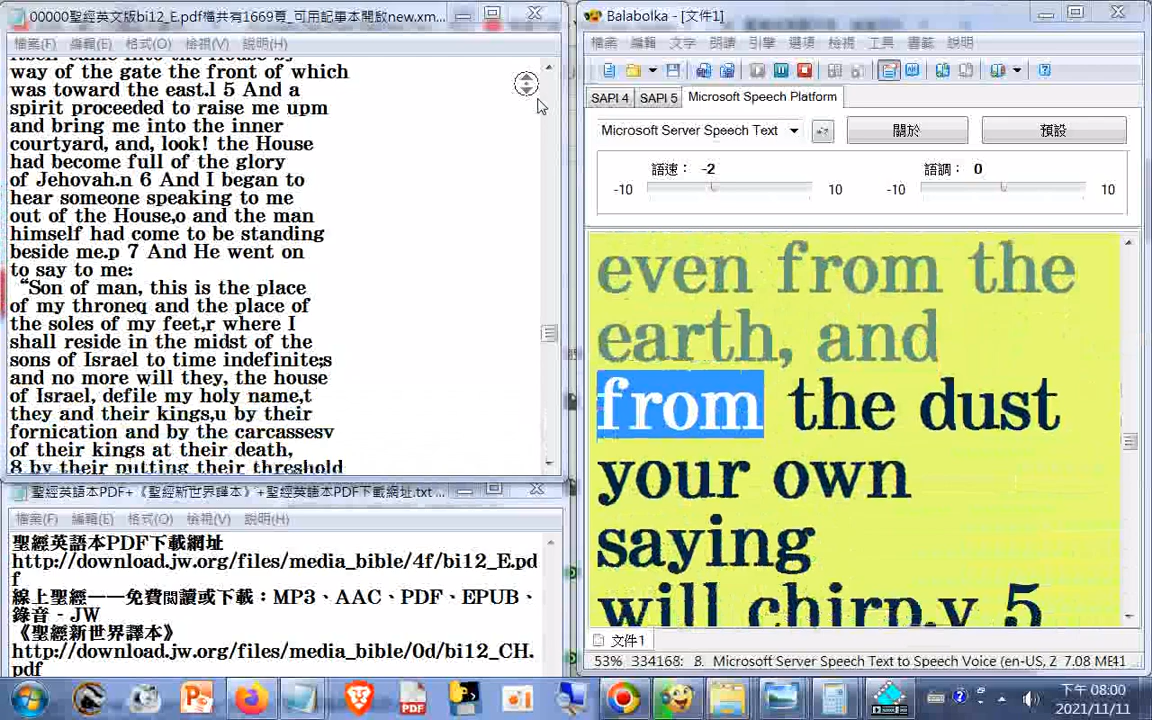 00000聖經英文版bi12_E.pdf檔共有1669頁_可用記事本開啟new.xm...
檔案(F) 編輯(E) 格式(O) 檢視(V) 說明(H)
way of the gate the front of which
was toward the east.l 5 And a
spirit proceeded to raise me upm
and bring me into the inner
courtyard, and, look! the House
had become full of the glory
of Jehovah.n 6 And I began to
hear someone speaking to me
out of the House,o and the man
himself had come to be standing
beside me.p 7 And He went on
to say to me:
“Son of man, this is the place
of my throneq and the place of
the soles of my feet,r where I
shall reside in the midst of the
sons of Israel to time indefinite;s
and no more will they, the house
of Israel, defile my holy name,t
they and their kings,u by their
fornication and by the carcassesv
of their kings at their death,
8 by their putting their threshold
聖經英語本PDF+《聖經新世界譯本》+聖經英語本PDF下載網址.txt ...
檔案(F) 編輯(E) 格式(O) 檢視(V) 說明(H)
聖經英語本PDF下載網址
http://download.jw.org/files/media_bible/4f/bi12_E.pd
f
線上聖經——免費閱讀或下載：MP3、AAC、PDF、EPUB、
錄音 - JW
《聖經新世界譯本》
http://download.jw.org/files/media_bible/0d/bi12_CH.
pdf
Balabolka - [文件1]
檔案 編輯 文字 朗讀 引擎 選項 檢視 工具 書籤 說明
SAPI 4 SAPI 5 Microsoft Speech Platform
Microsoft Server Speech Text 關於 預設
語速： -2 語調： 0
-10 10 -10 10
even from the
earth, and
from the dust
your own
saying
will chirp.y 5
文件1
53% 334168: 8. Microsoft Server Speech Text to Speech Voice (en-US, Z 7.08 ME41
下午 08:00
2021/11/11